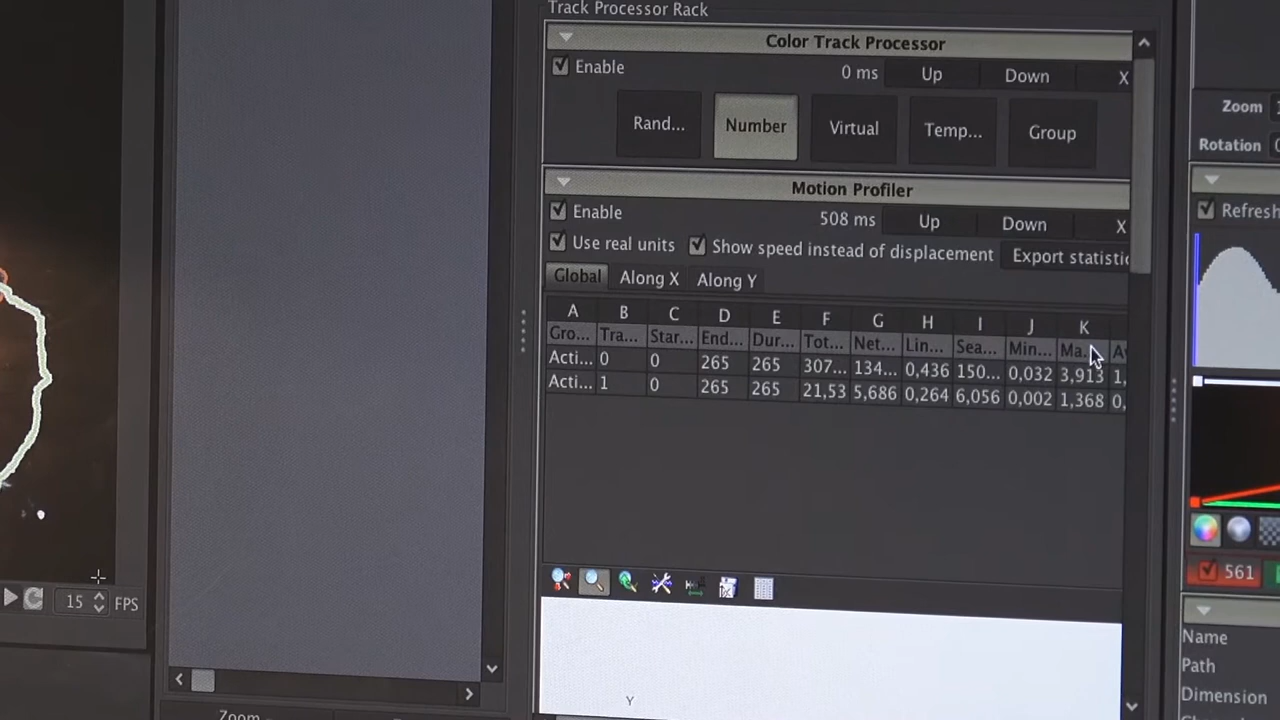 Track Processor Rack
Color Track Processor
Enable 0 ms Up Down X
Rand... Number Virtual Temp... Group
Motion Profiler
Enable 508 ms Up Down X
Use real units Show speed instead of displacement Export statistic
Global Along X Along Y
A B C D E F G H I J K
Gro... Tra... Star... End... Dur... Tot... Net... Lin... Sea... Min... Ma...
Acti... 0 0 265 265 307... 134... 0,436 150... 0,032 3,913 1,
Acti... 1 0 265 265 21,53 5,686 0,264 6,056 0,002 1,368 0,
Y
15 FPS
Zoom
Zoom
Rotation
Refresh
561
Name
Path
Dimension